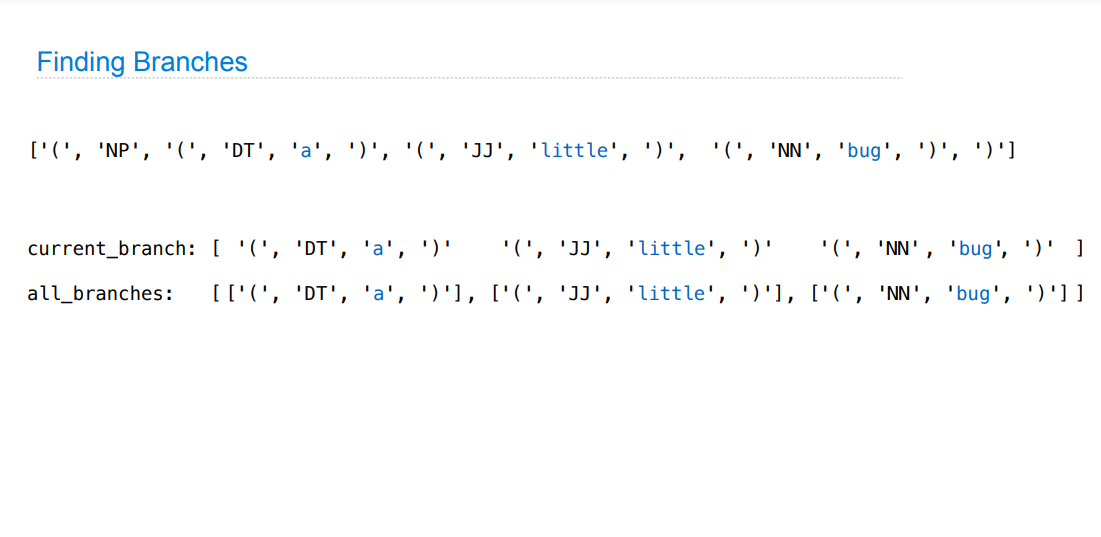 Finding Branches
['(', 'NP', '(', 'DT', 'a', ')', '(', 'JJ', 'little', ')', '(', 'NN', 'bug', ')', ')']
current_branch: [ '(', 'DT', 'a', ')' '(', 'JJ', 'little', ')' '(', 'NN', 'bug', ')' ]
all_branches: [['(', 'DT', 'a', ')'], ['(', 'JJ', 'little', ')'], ['(', 'NN', 'bug', ')']]